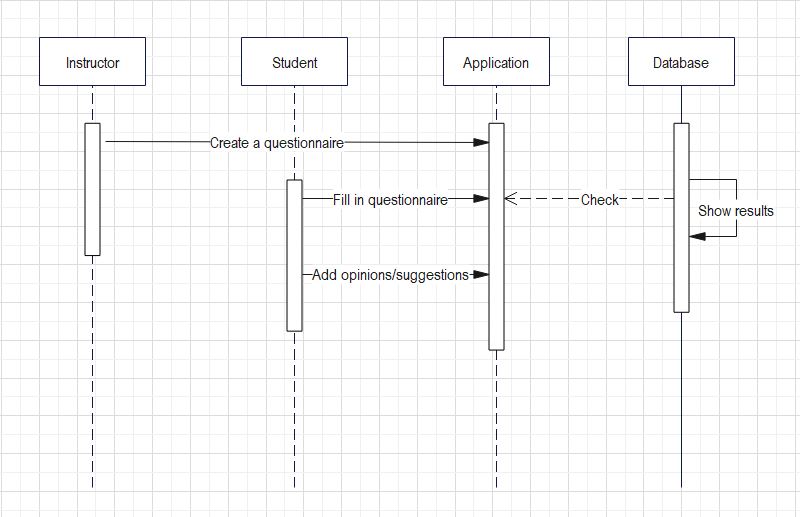 Instructor
Student
Application
Database
Create a questionnaire
Fill in questionnaire
Check
Show results
Add opinions/suggestions